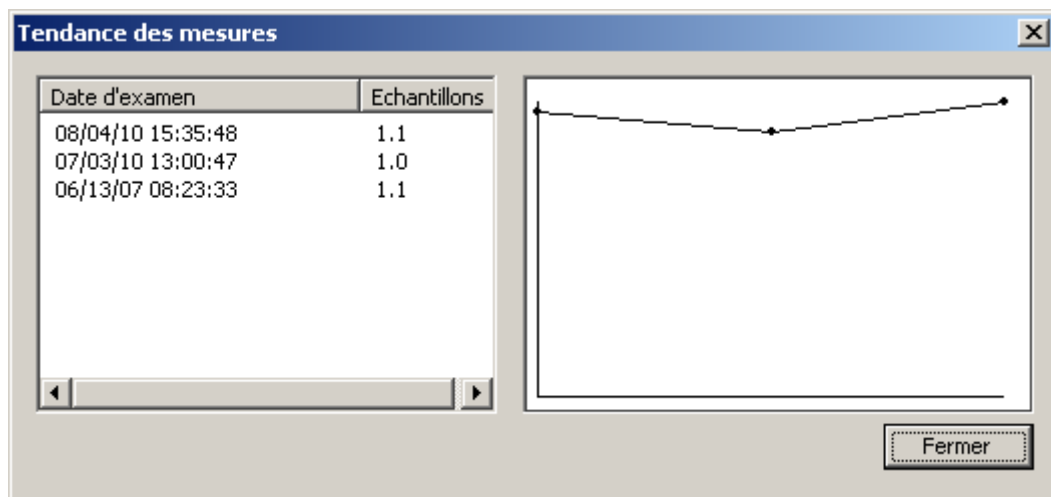 Tendance des mesures
Date d'examen Echantillons
08/04/10 15:35:48 1.1
07/03/10 13:00:47 1.0
06/13/07 08:23:33 1.1
Fermer